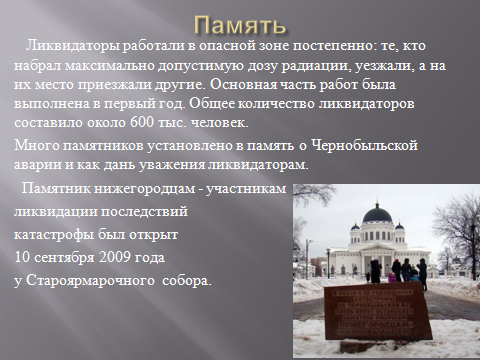 Память
Ликвидаторы работали в опасной зоне постепенно: те, кто
набрал максимально допустимую дозу радиации, уезжали, а на
их место приезжали другие. Основная часть работ была
выполнена в первый год. Общее количество ликвидаторов
составило около 600 тыс. человек.
Много памятников установлено в память о Чернобыльской
аварии и как дань уважения ликвидаторам.
Памятник нижегородцам - участникам
ликвидации последствий
катастрофы был открыт
10 сентября 2009 года
у Староярмарочного собора.